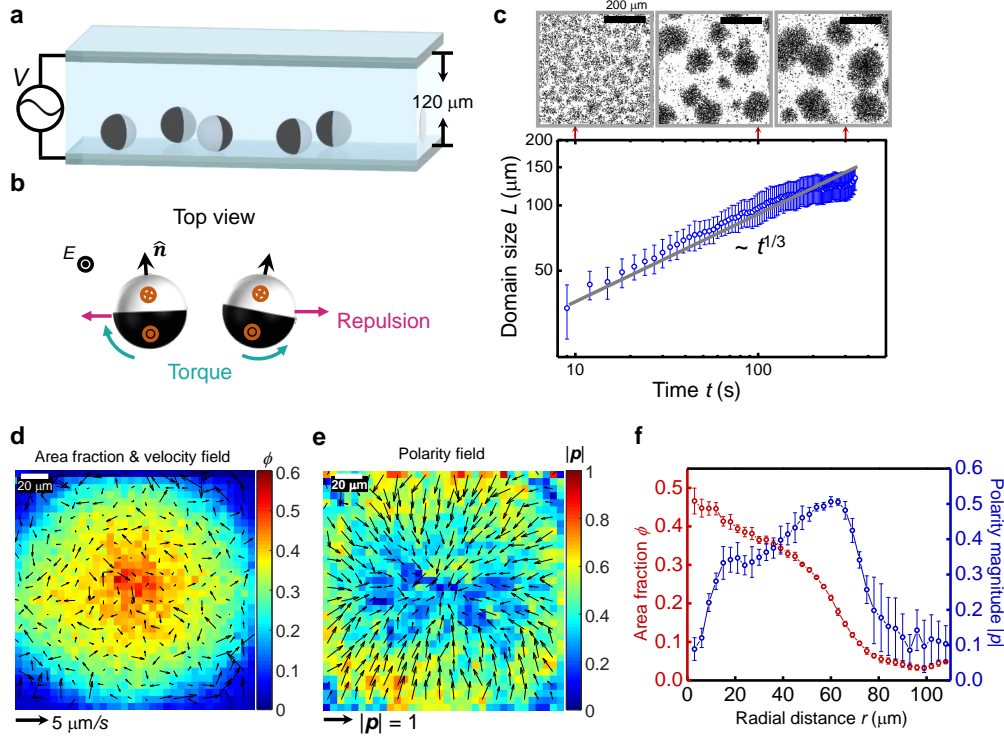 a
V
120 μm
b
Top view
E
n̂
Repulsion
Torque
c
200 μm
Domain size L (μm)
200
150
100
50
~ t^1/3
10
100
Time t (s)
d
Area fraction & velocity field
ϕ
20 μm
0.6
0.5
0.4
0.3
0.2
0.1
0
5 μm/s
e
Polarity field
|p|
20 μm
1
0.8
0.6
0.4
0.2
0
|p| = 1
f
Area fraction ϕ
0.5
0.4
0.3
0.2
0.1
0.0
0
20
40
60
80
100
Radial distance r (μm)
0.6
0.5
0.4
0.3
0.2
0.1
0.0
Polarity magnitude |p|